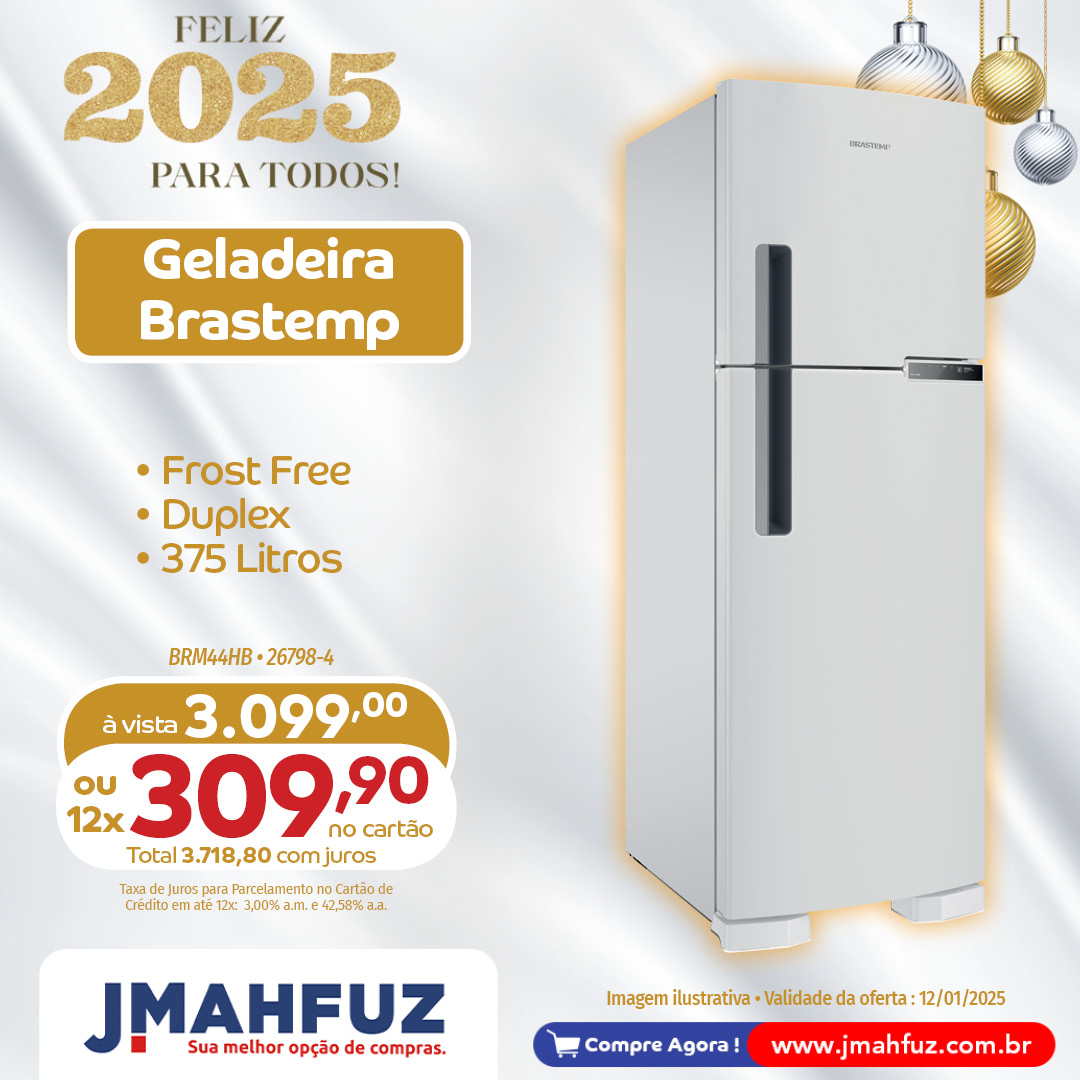 FELIZ
2025
PARA TODOS!
Geladeira
Brastemp
BRASTEMP
• Frost Free
• Duplex
• 375 Litros
BRM44HB • 26798-4
à vista 3.099,00
ou 12x 309,90
no cartão
Total 3.718,80 com juros
Taxa de Juros para Parcelamento no Cartão de
Crédito em até 12x: 3,00% a.m. e 42,58% a.a.
JMAHFUZ
Sua melhor opção de compras.
Imagem ilustrativa • Validade da oferta : 12/01/2025
Compre Agora ! www.jmahfuz.com.br